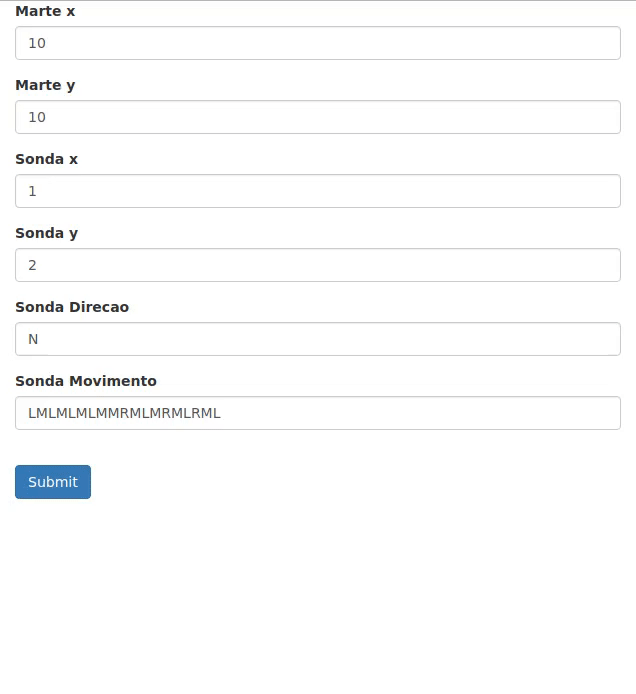 Marte x
10
Marte y
10
Sonda x
1
Sonda y
2
Sonda Direcao
N
Sonda Movimento
LMLMLMLMMRMLMRMLRML
Submit